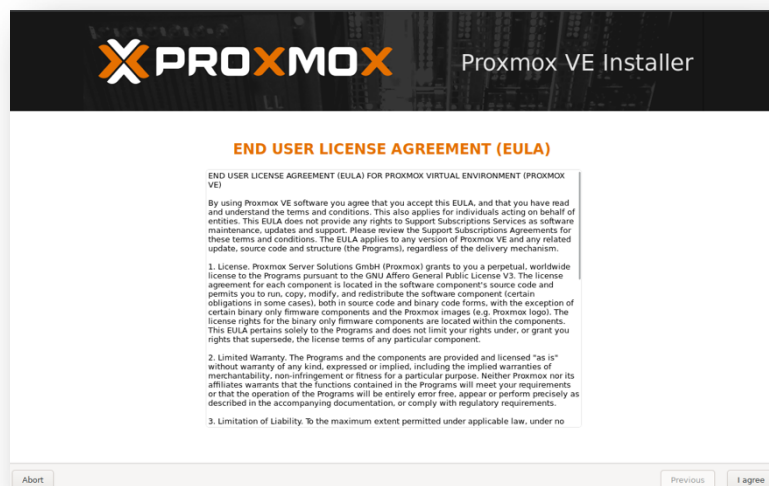 PROXMOX
Proxmox VE Installer
END USER LICENSE AGREEMENT (EULA)
END USER LICENSE AGREEMENT (EULA) FOR PROXMOX VIRTUAL ENVIRONMENT (PROXMOX
VE)
By using Proxmox VE software you agree that you accept this EULA, and that you have read
and understand the terms and conditions. This also applies for individuals acting on behalf of
entities. This EULA does not provide any rights to Support Subscriptions Services as software
maintenance, updates and support. Please review the Support Subscriptions Agreements for
these terms and conditions. The EULA applies to any version of Proxmox VE and any related
update, source code and structure (the Programs), regardless of the delivery mechanism.
1. License. Proxmox Server Solutions GmbH (Proxmox) grants to you a perpetual, worldwide
license to the Programs pursuant to the GNU Affero General Public License V3. The license
agreement for each component is located in the software component's source code and
permits you to run, copy, modify, and redistribute the software component (certain
obligations in some cases), both in source code and binary code forms, with the exception of
certain binary only firmware components and the Proxmox images (e.g. Proxmox logo). The
license rights for the binary only firmware components are located within the components.
This EULA pertains solely to the Programs and does not limit your rights under, or grant you
rights that supersede, the license terms of any particular component.
2. Limited Warranty. The Programs and the components are provided and licensed "as is"
without warranty of any kind, expressed or implied, including the implied warranties of
merchantability, non-infringement or fitness for a particular purpose. Neither Proxmox nor its
affiliates warrants that the functions contained in the Programs will meet your requirements
or that the operation of the Programs will be entirely error free, appear or perform precisely as
described in the accompanying documentation, or comply with regulatory requirements.
3. Limitation of Liability. To the maximum extent permitted under applicable law, under no
Abort
Previous
I agree